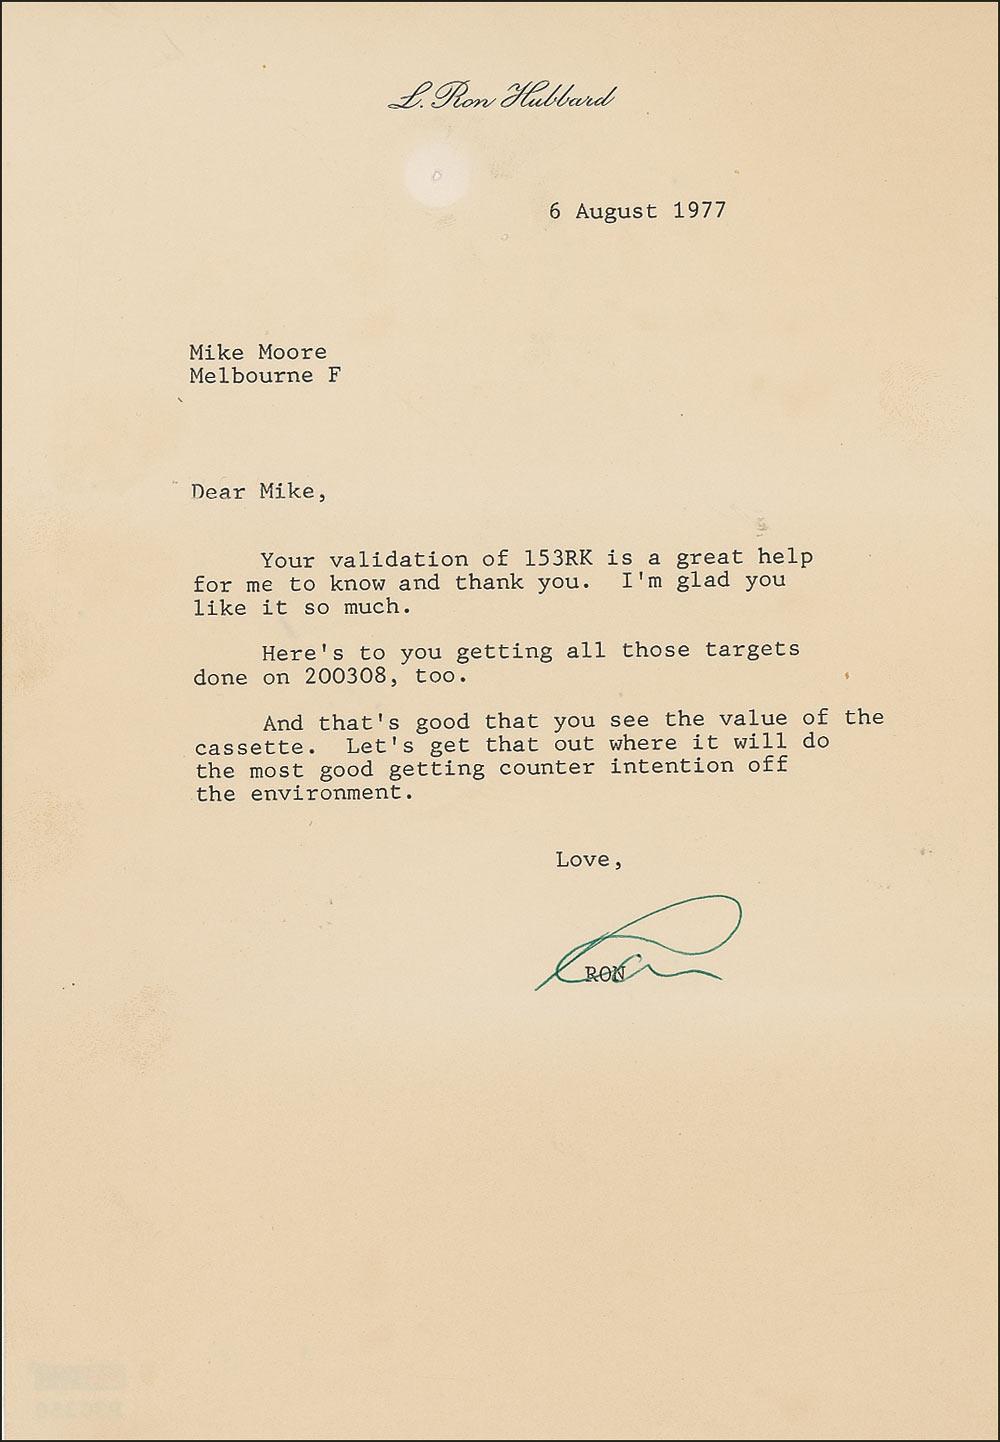 L. Ron Hubbard
6 August 1977
Mike Moore
Melbourne F
Dear Mike,
Your validation of 153RK is a great help
for me to know and thank you.  I'm glad you
like it so much.
Here's to you getting all those targets
done on 200308, too.
And that's good that you see the value of the
cassette.  Let's get that out where it will do
the most good getting counter intention off
the environment.
Love,
Ron
RON